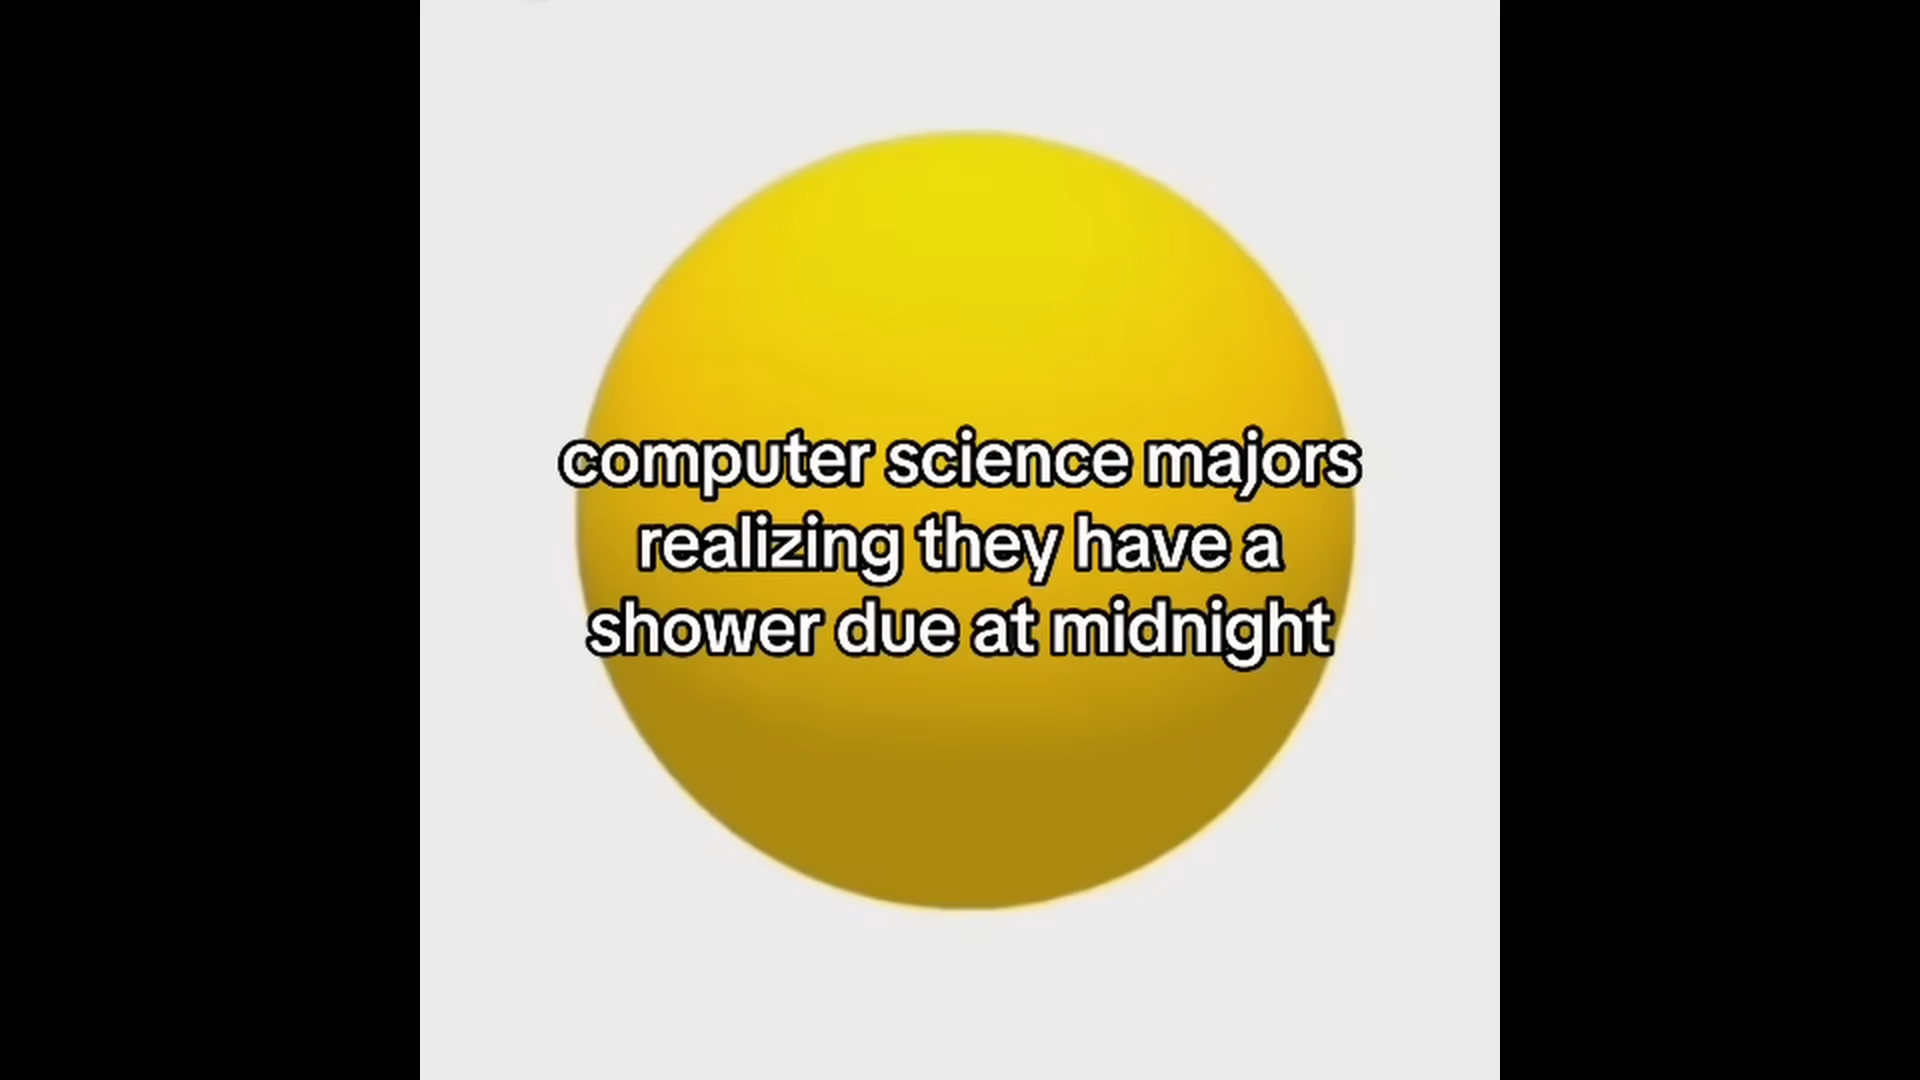 computer science majors
realizing they have a
shower due at midnight